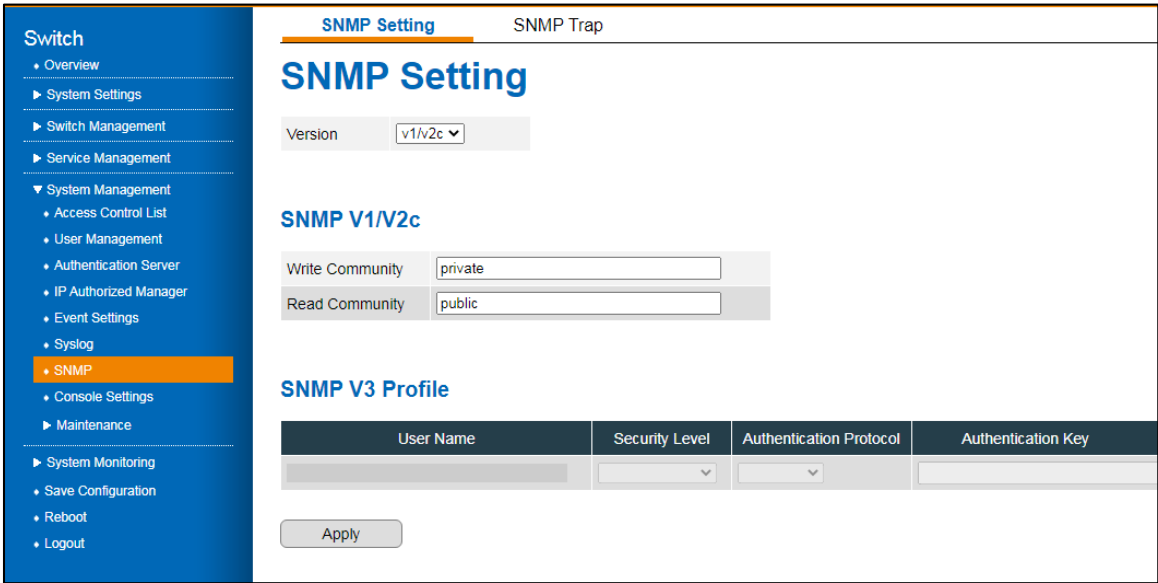 Switch
Overview
System Settings
Switch Management
Service Management
System Management
Access Control List
User Management
Authentication Server
IP Authorized Manager
Event Settings
Syslog
SNMP
Console Settings
Maintenance
System Monitoring
Save Configuration
Reboot
Logout
SNMP Setting SNMP Trap
SNMP Setting
Version v1/v2c
SNMP V1/V2c
Write Community private
Read Community public
SNMP V3 Profile
User Name Security Level Authentication Protocol Authentication Key
Apply